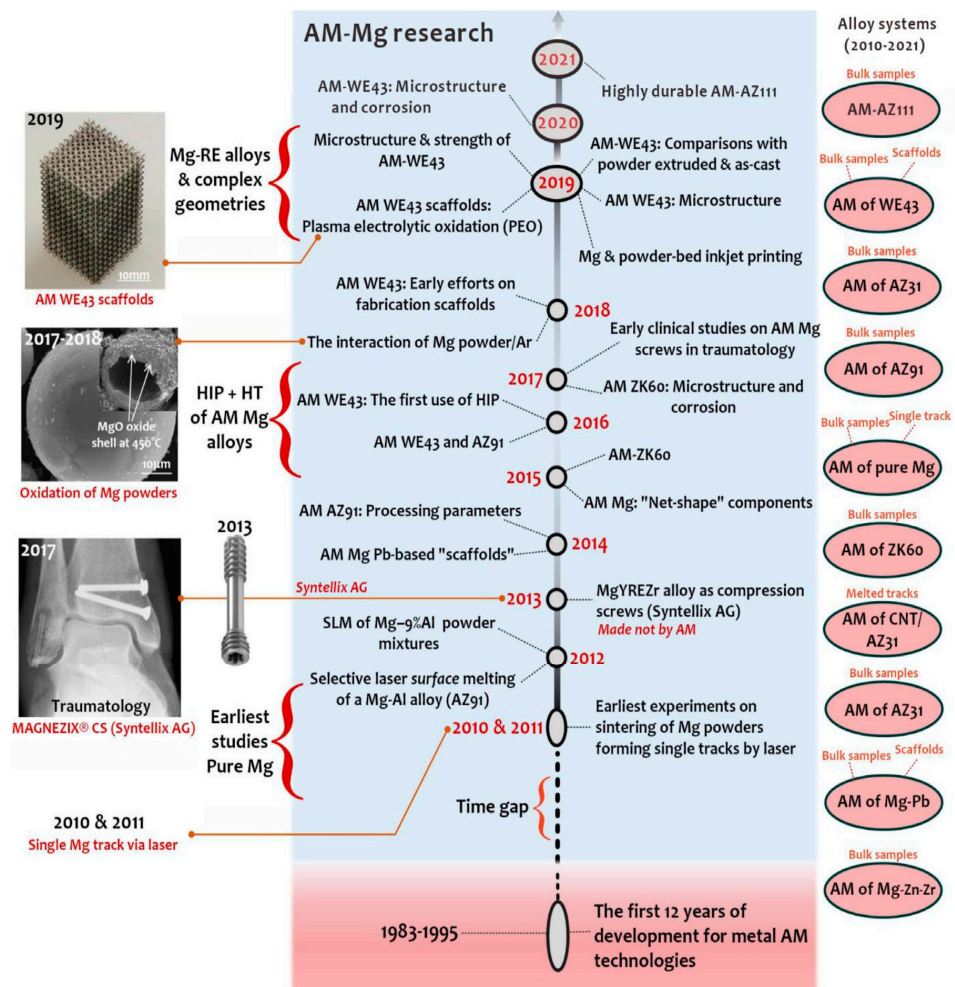 AM-Mg research
Alloy systems
(2010-2021)
2021
Highly durable AM-AZ111
AM-WE43: Microstructure
and corrosion
2020
2019
10mm
AM WE43 scaffolds
Mg-RE alloys
& complex
geometries
Microstructure & strength of
AM-WE43
AM WE43 scaffolds:
Plasma electrolytic oxidation (PEO)
2019
AM-WE43: Comparisons with
powder extruded & as-cast
AM WE43: Microstructure
Mg & powder-bed inkjet printing
AM WE43: Early efforts on
fabrication scaffolds
2018
The interaction of Mg powder/Ar
2017-2018
MgO oxide
shell at 450°C
10µm
Oxidation of Mg powders
HIP + HT
of AM Mg
alloys
Early clinical studies on AM Mg
screws in traumatology
2017
AM ZK60: Microstructure and
corrosion
AM WE43: The first use of HIP
2016
AM WE43 and AZ91
AM-ZK60
2015
AM Mg: "Net-shape" components
AM AZ91: Processing parameters
2014
AM Mg Pb-based "scaffolds"
2017
Traumatology
MAGNEZIX® CS (Syntellix AG)
2013
Syntellix AG
2013
MgYREZr alloy as compression
screws (Syntellix AG)
Made not by AM
SLM of Mg–9%Al powder
mixtures
2012
Selective laser surface melting
of a Mg-Al alloy (AZ91)
Earliest
studies
Pure Mg
2010 & 2011
Earliest experiments on
sintering of Mg powders
forming single tracks by laser
Time gap
2010 & 2011
Single Mg track via laser
1983-1995
The first 12 years of
development for metal AM
technologies
Bulk samples
AM-AZ111
Bulk samples
Scaffolds
AM of WE43
Bulk samples
AM of AZ31
Bulk samples
AM of AZ91
Bulk samples
Single track
AM of pure Mg
Bulk samples
AM of ZK60
Melted tracks
AM of CNT/
AZ31
Bulk samples
AM of AZ31
Bulk samples
Scaffolds
AM of Mg-Pb
Bulk samples
AM of Mg-Zn-Zr